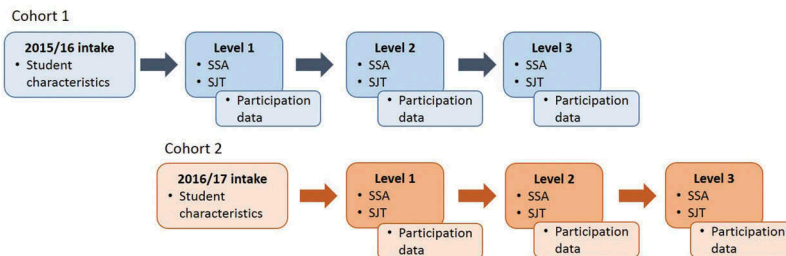 Cohort 1
2015/16 intake
• Student
characteristics
Level 1
• SSA
• SJT
• Participation
data
Level 2
• SSA
• SJT
• Participation
data
Level 3
• SSA
• SJT
• Participation
data
Cohort 2
2016/17 intake
• Student
characteristics
Level 1
• SSA
• SJT
• Participation
data
Level 2
• SSA
• SJT
• Participation
data
Level 3
• SSA
• SJT
• Participation
data